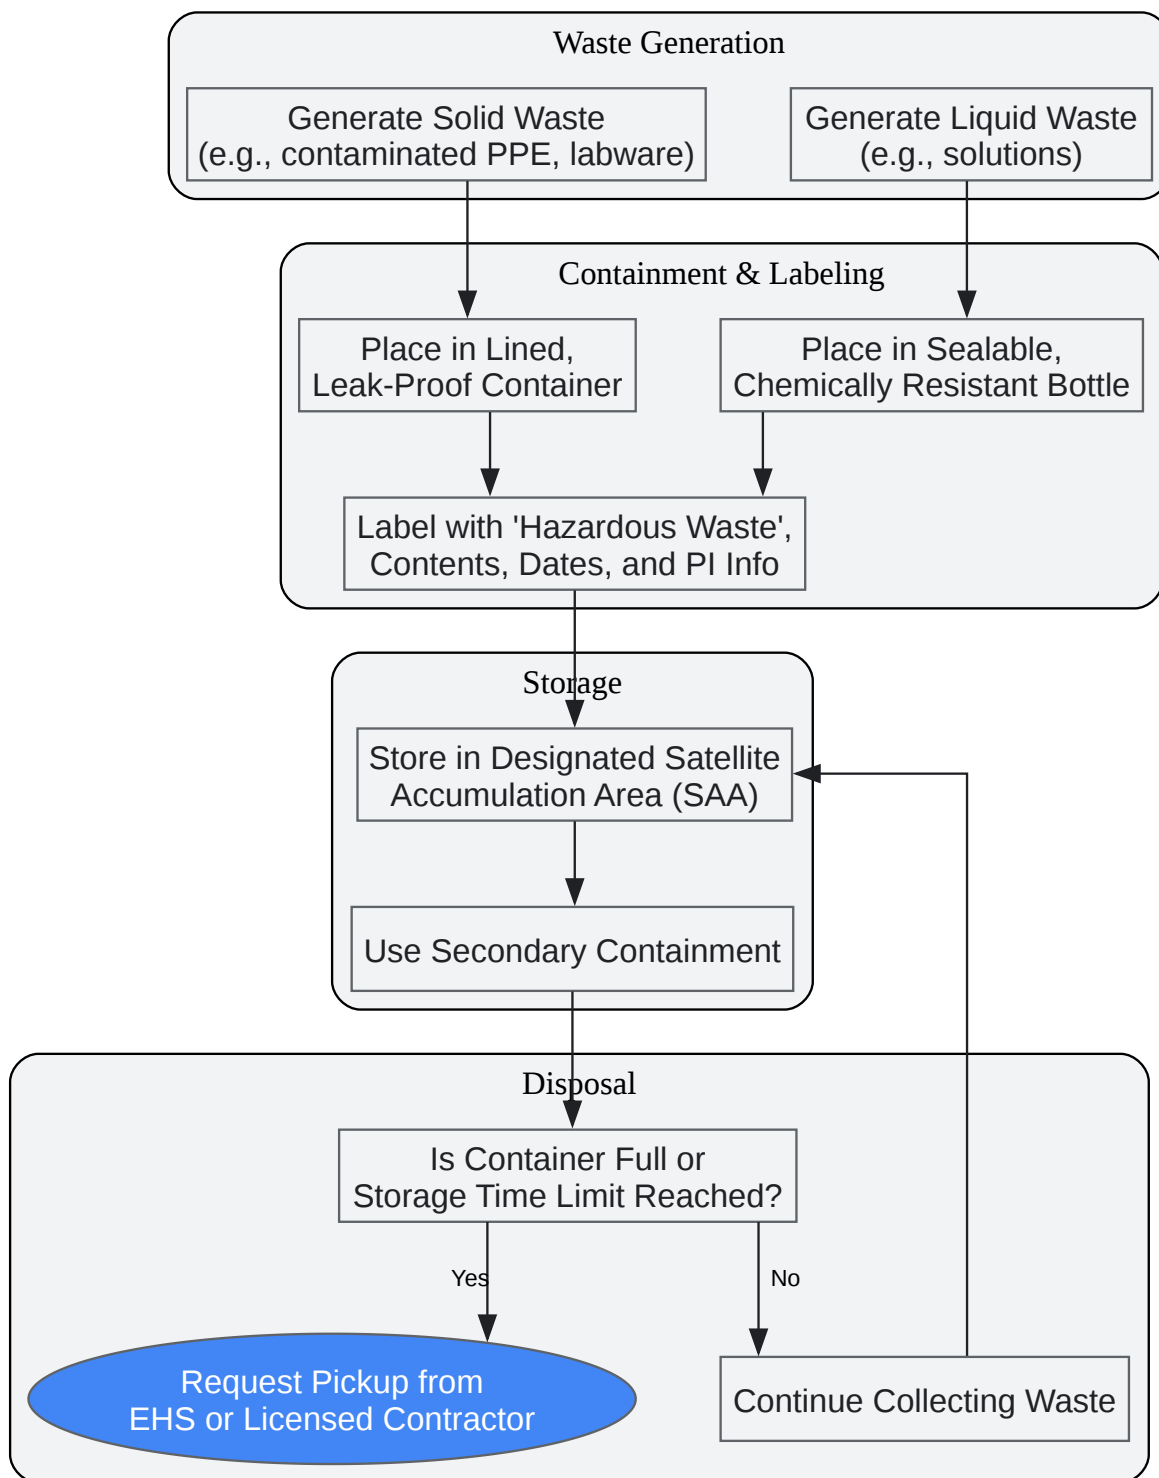 Waste Generation
Generate Solid Waste
(e.g., contaminated PPE, labware)
Generate Liquid Waste
(e.g., solutions)
Containment & Labeling
Place in Lined,
Leak-Proof Container
Place in Sealable,
Chemically Resistant Bottle
Label with 'Hazardous Waste',
Contents, Dates, and PI Info
Storage
Store in Designated Satellite
Accumulation Area (SAA)
Use Secondary Containment
Disposal
Is Container Full or
Storage Time Limit Reached?
Yes
No
Request Pickup from
EHS or Licensed Contractor
Continue Collecting Waste